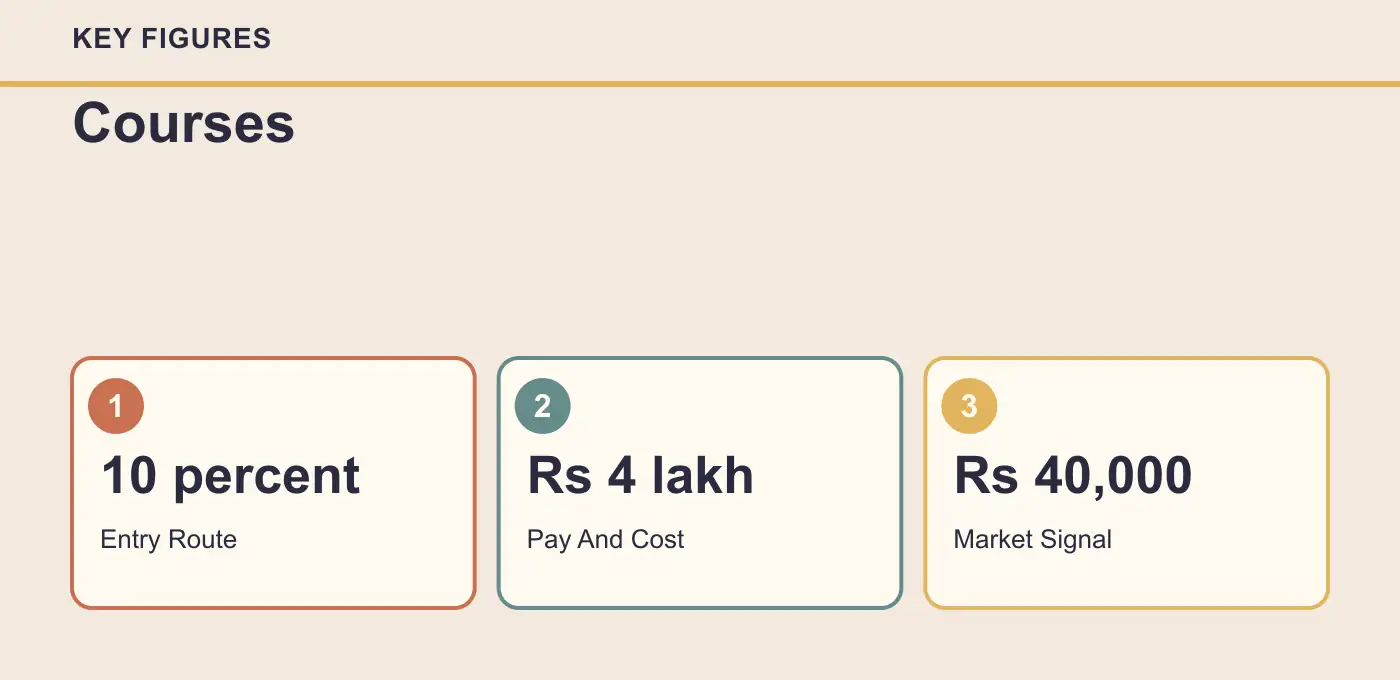 KEY FIGURES
Courses
1
10 percent
Entry Route
2
Rs 4 lakh
Pay And Cost
3
Rs 40,000
Market Signal